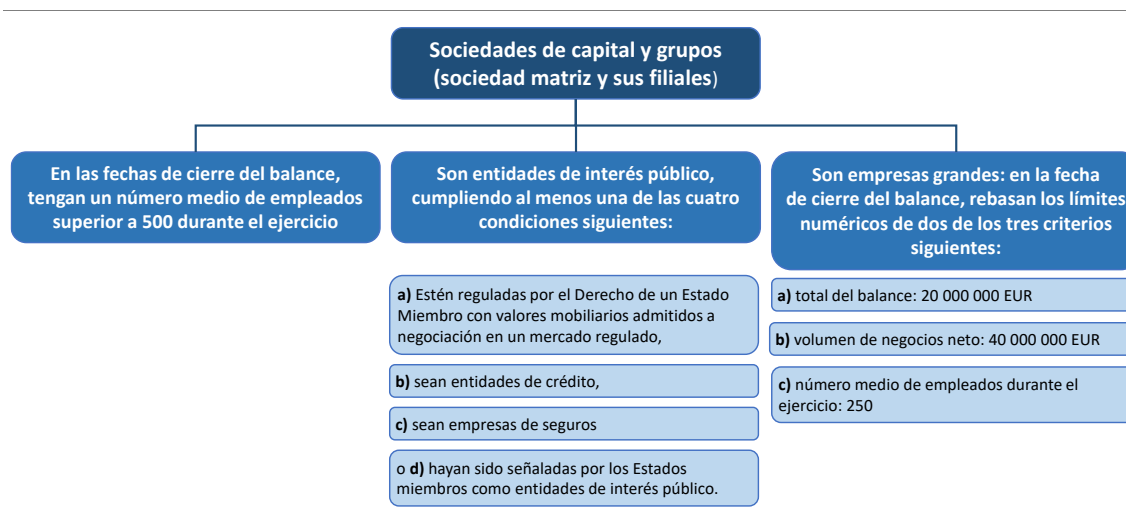 Sociedades de capital y grupos
(sociedad matriz y sus filiales)
En las fechas de cierre del balance,
tengan un número medio de empleados
superior a 500 durante el ejercicio
Son entidades de interés público,
cumpliendo al menos una de las cuatro
condiciones siguientes:
a) Estén reguladas por el Derecho de un Estado
Miembro con valores mobiliarios admitidos a
negociación en un mercado regulado,
b) sean entidades de crédito,
c) sean empresas de seguros
o d) hayan sido señaladas por los Estados
miembros como entidades de interés público.
Son empresas grandes: en la fecha
de cierre del balance, rebasan los límites
numéricos de dos de los tres criterios
siguientes:
a) total del balance: 20 000 000 EUR
b) volumen de negocios neto: 40 000 000 EUR
c) número medio de empleados durante el
ejercicio: 250